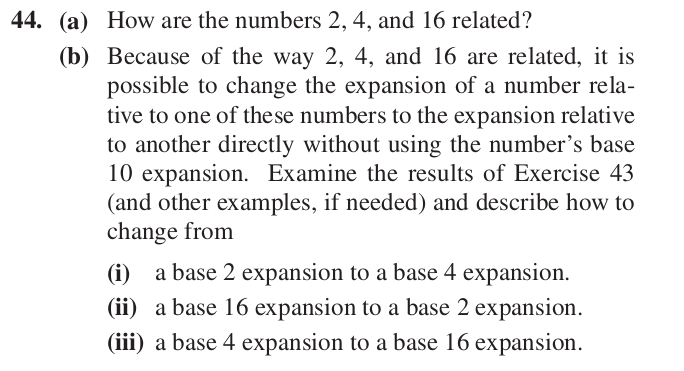 44. (a) How are the numbers 2, 4, and 16 related?
(b) Because of the way 2, 4, and 16 are related, it is
possible to change the expansion of a number rela-
tive to one of these numbers to the expansion relative
to another directly without using the number's base
10 expansion. Examine the results of Exercise 43
(and other examples, if needed) and describe how to
change from
(i) a base 2 expansion to a base 4 expansion.
(ii) a base 16 expansion to a base 2 expansion.
(iii) a base 4 expansion to a base 16 expansion.